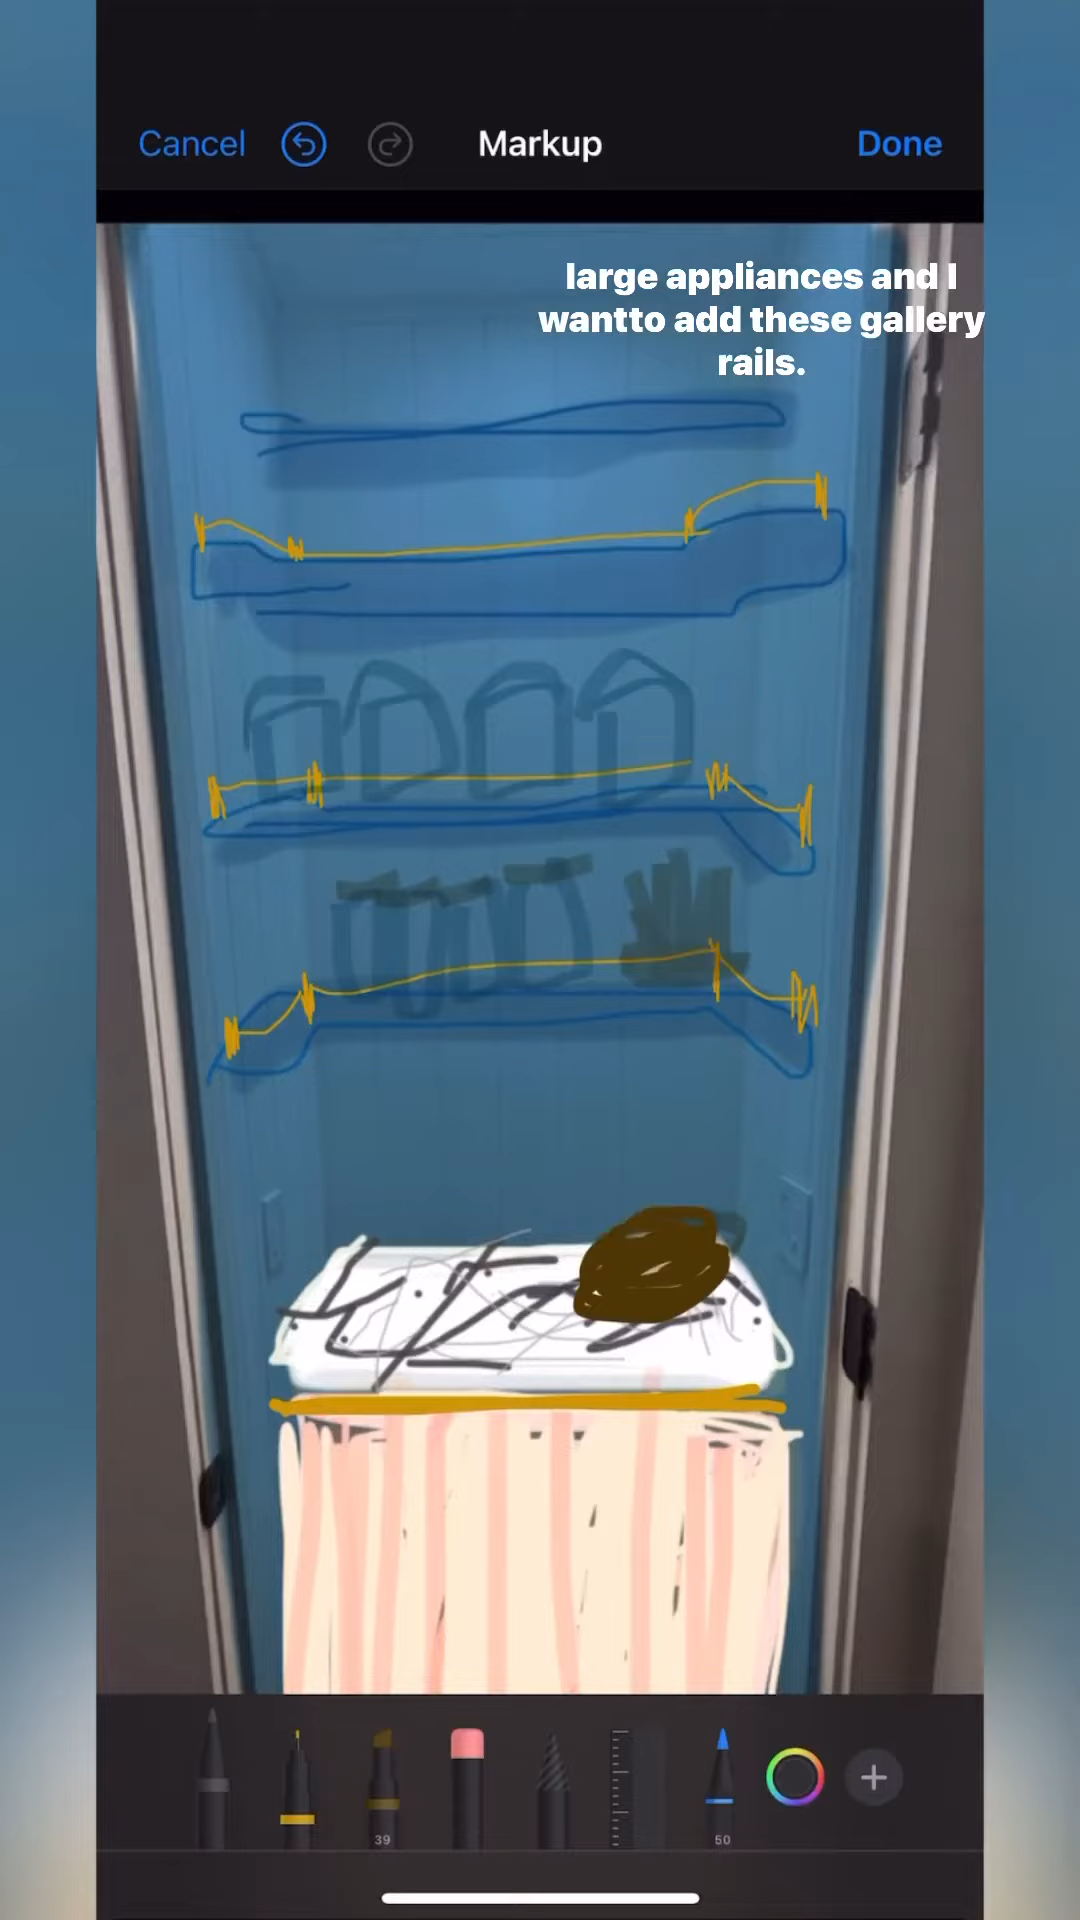 Cancel Markup Done
large appliances and I
wantto add these gallery
rails.
39 50